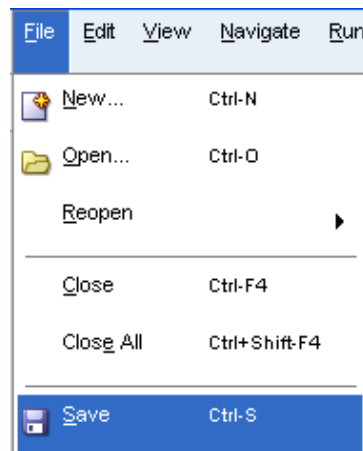 File Edit View Navigate Run
New... Ctrl-N
Open... Ctrl-O
Reopen
Close Ctrl-F4
Close All Ctrl+Shift-F4
Save Ctrl-S